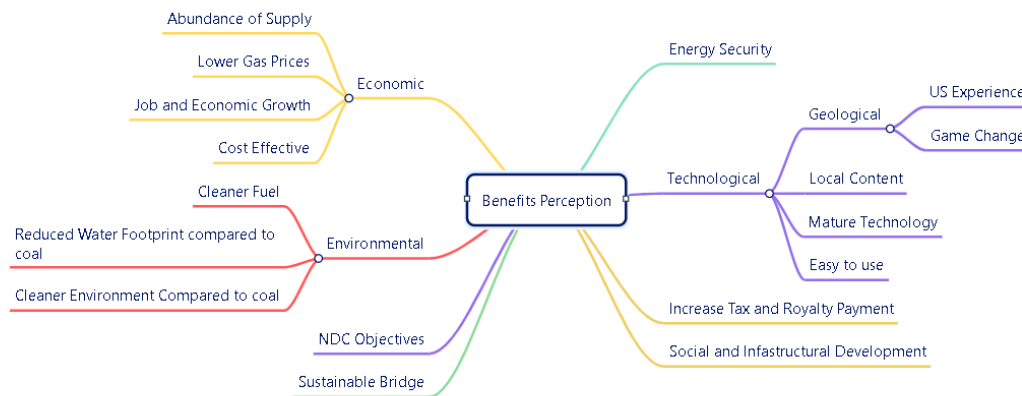 Abundance of Supply
Lower Gas Prices
Job and Economic Growth
Cost Effective
Economic
Cleaner Fuel
Reduced Water Footprint compared to
coal
Cleaner Environment Compared to coal
Environmental
NDC Objectives
Sustainable Bridge
Benefits Perception
Energy Security
Technological
Geological
US Experience
Game Change
Local Content
Mature Technology
Easy to use
Increase Tax and Royalty Payment
Social and Infastructural Development